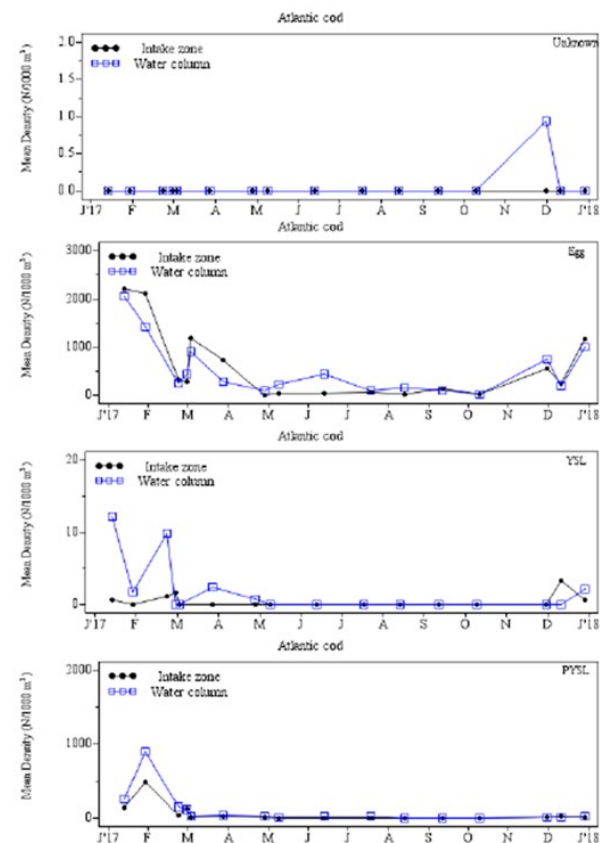 Atlantic cod
Mean Density (N/1000 m³)
2.0
1.5
1.0
0.5
0.0
Intake zone
Water column
Unknown
J'17 F M A M J J A S O N D J'18
Atlantic cod
Mean Density (N/1000 m³)
3000
2000
1000
0
Intake zone
Water column
Egg
J'17 F M A M J J A S O N D J'18
Atlantic cod
Mean Density (N/1000 m³)
20
10
0
Intake zone
Water column
YSL
J'17 F M A M J J A S O N D J'18
Atlantic cod
Mean Density (N/1000 m³)
2000
1000
0
Intake zone
Water column
PYSL
J'17 F M A M J J A S O N D J'18